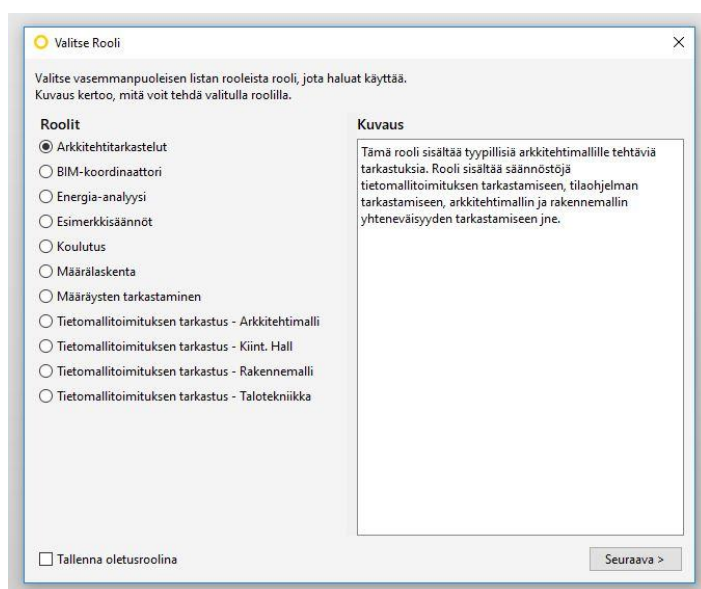 Valitse Rooli
Valitse vasemmanpuoleisen listan rooleista rooli, jota haluat käyttää.
Kuvaus kertoo, mitä voit tehdä valitulla roolilla.
Roolit
Arkkitehtitarkastelut
BIM-koordinaattori
Energia-analyysi
Esimerkkisäännöt
Koulutus
Määrälaskenta
Määräysten tarkastaminen
Tietomallitoimituksen tarkastus - Arkkitehtimalli
Tietomallitoimituksen tarkastus - Kiint. Hall
Tietomallitoimituksen tarkastus - Rakennemalli
Tietomallitoimituksen tarkastus - Talotekniikka
Kuvaus
Tämä rooli sisältää tyypillisiä arkkitehtimallille tehtäviä
tarkastuksia. Rooli sisältää säännöstöjä
tietomallitoimituksen tarkastamiseen, tilaohjelman
tarkastamiseen, arkkitehtimallin ja rakennemallin
yhteneväisyyden tarkastamiseen jne.
Tallenna oletusroolina
Seuraava >